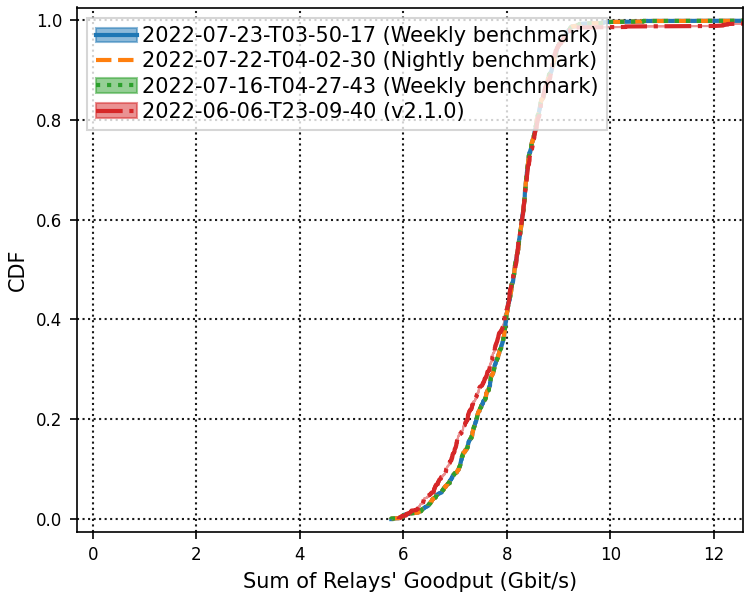 1.0
0.8
0.6
0.4
0.2
0.0
CDF
2022-07-23-T03-50-17 (Weekly benchmark)
2022-07-22-T04-02-30 (Nightly benchmark)
2022-07-16-T04-27-43 (Weekly benchmark)
2022-06-06-T23-09-40 (v2.1.0)
0 2 4 6 8 10 12
Sum of Relays' Goodput (Gbit/s)